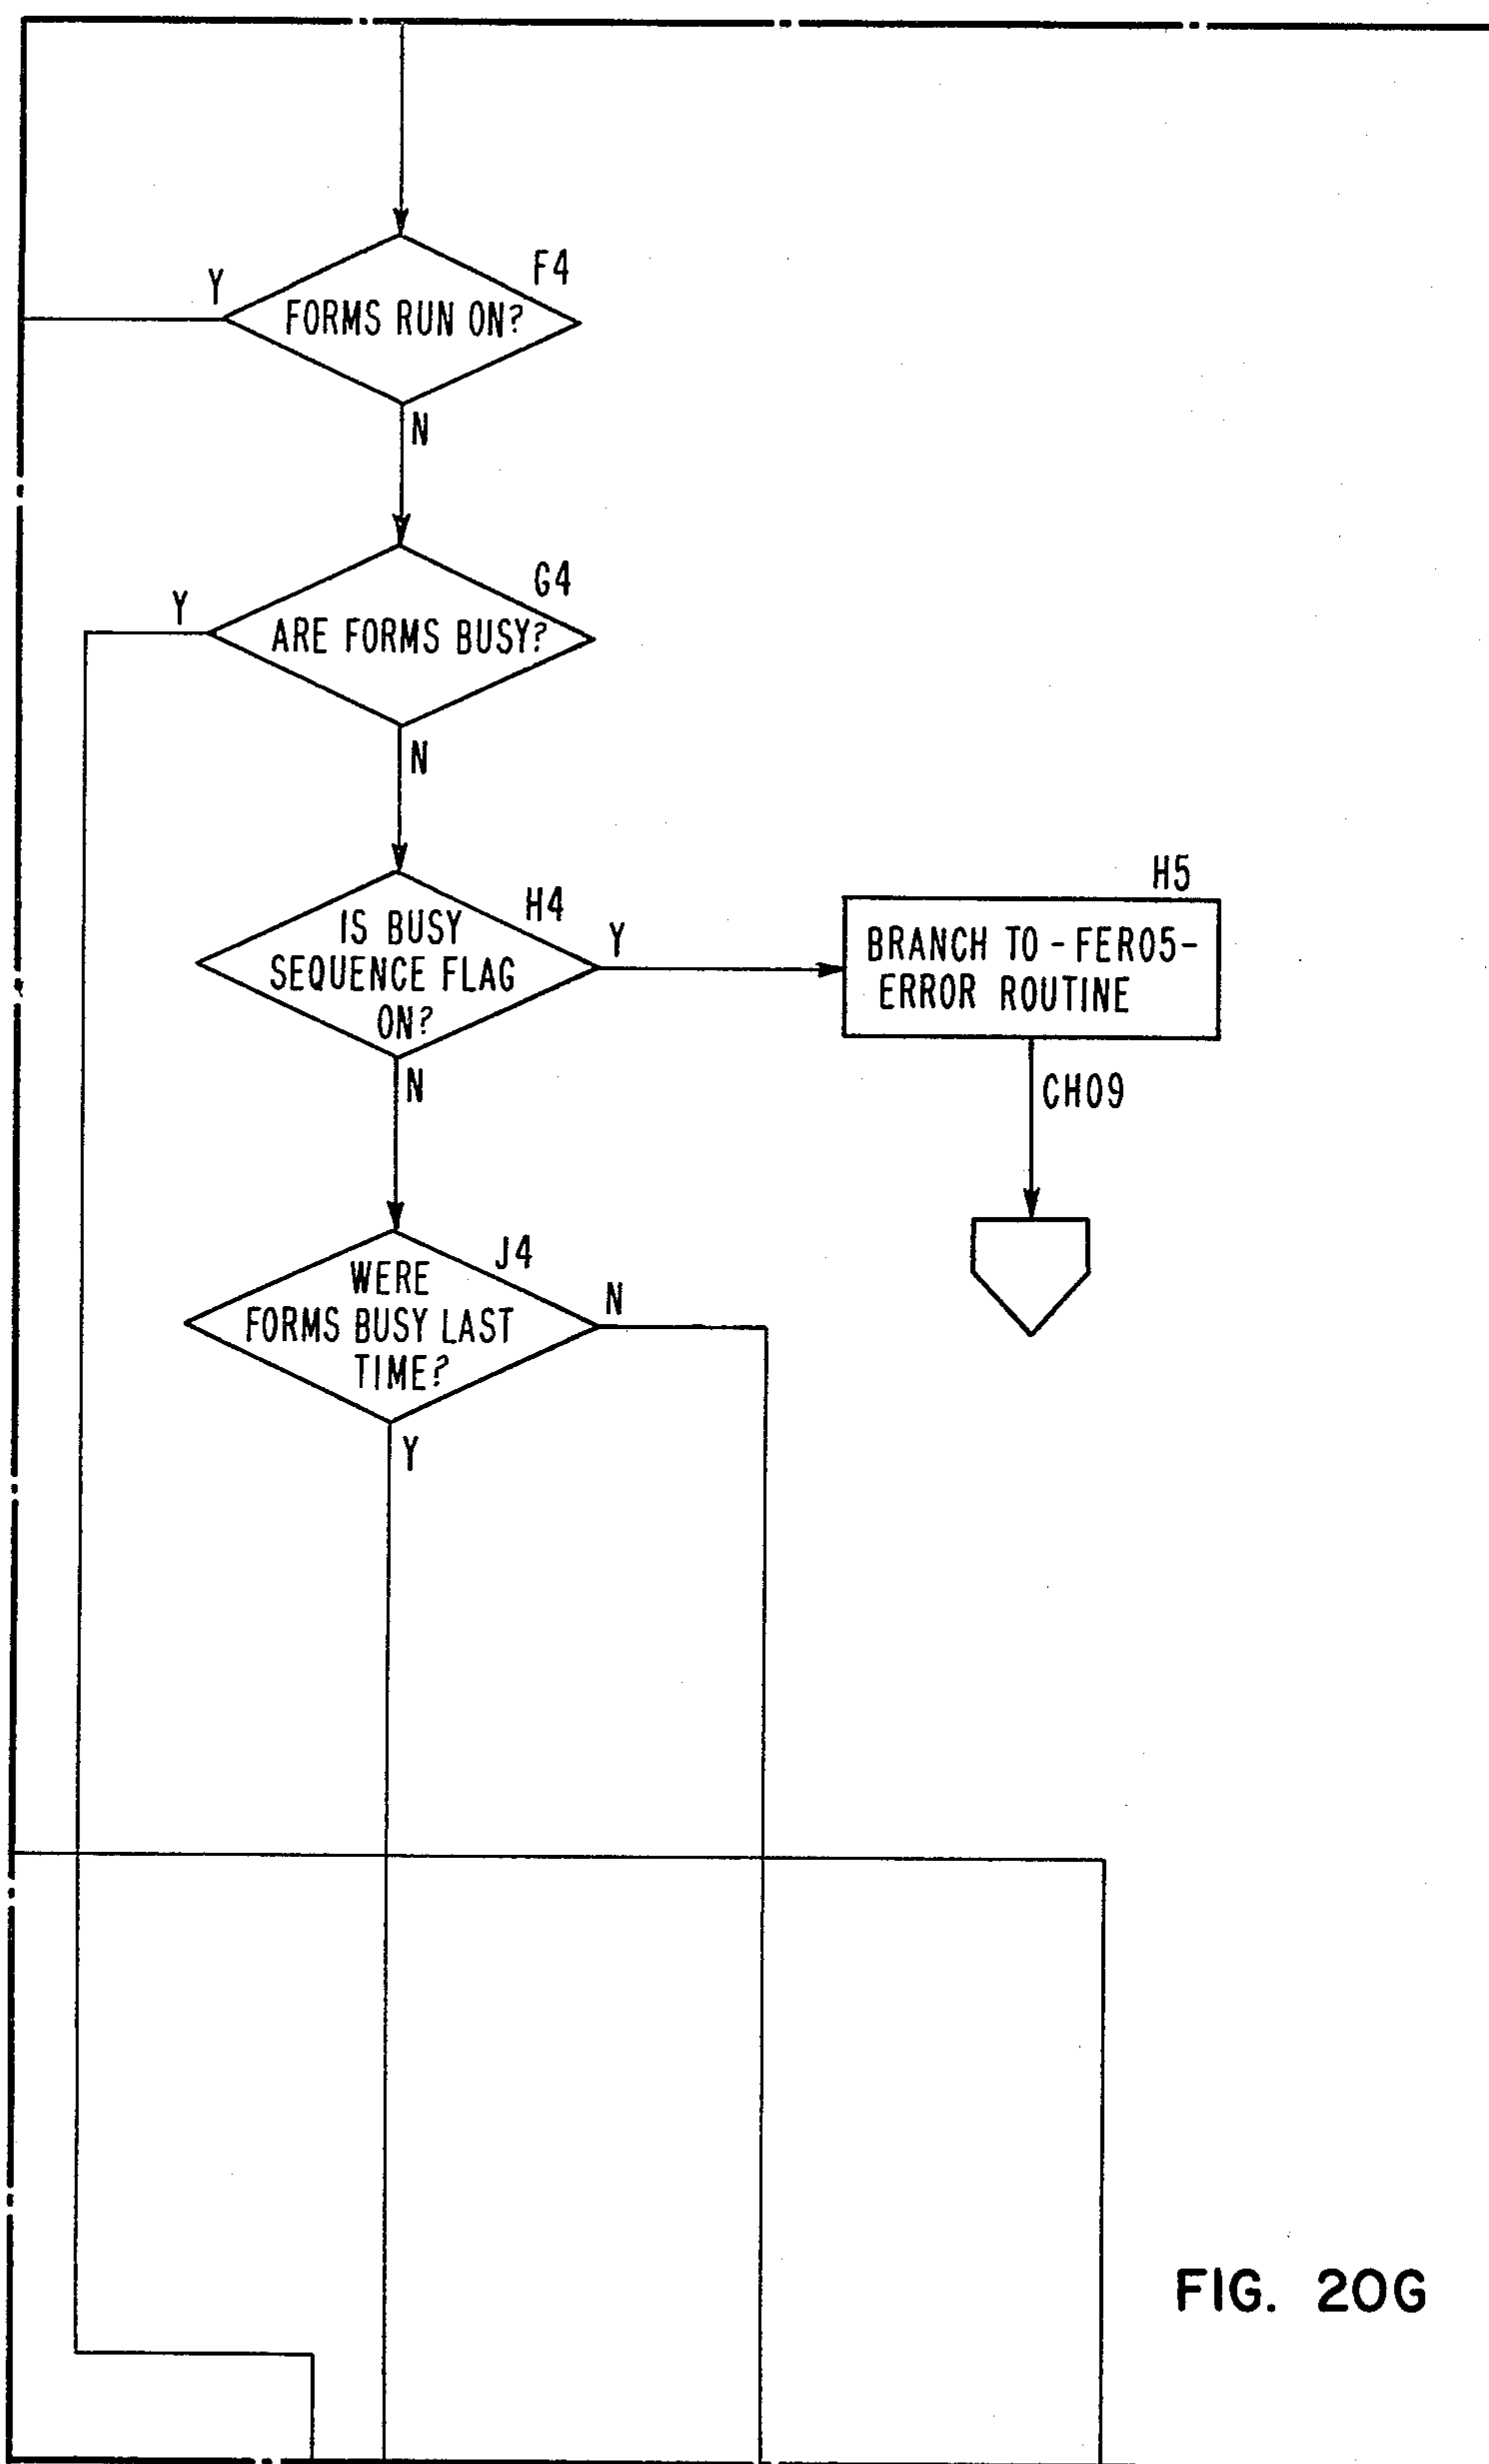 F4
Y
FORMS RUN ON?
N
G4
Y
ARE FORMS BUSY?
N
H4
IS BUSY
SEQUENCE FLAG
ON?
Y
N
H5
BRANCH TO -FER05-
ERROR ROUTINE
CH09
J4
WERE
FORMS BUSY LAST
TIME?
N
Y
FIG. 20G